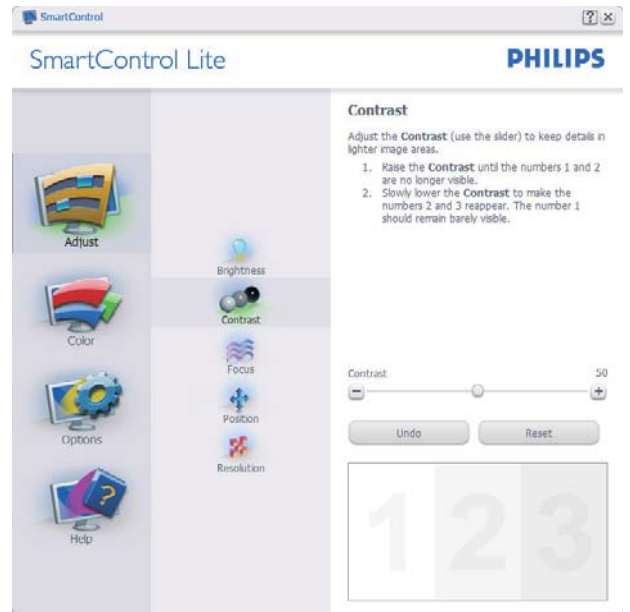 SmartControl
SmartControl Lite
PHILIPS
Adjust
Color
Options
Help
Brightness
Contrast
Focus
Position
Resolution
Contrast
Adjust the Contrast (use the slider) to keep details in
lighter image areas.
1. Raise the Contrast until the numbers 1 and 2
are no longer visible.
2. Slowly lower the Contrast to make the
numbers 2 and 3 reappear. The number 1
should remain barely visible.
Contrast 50
Undo Reset
1 2 3